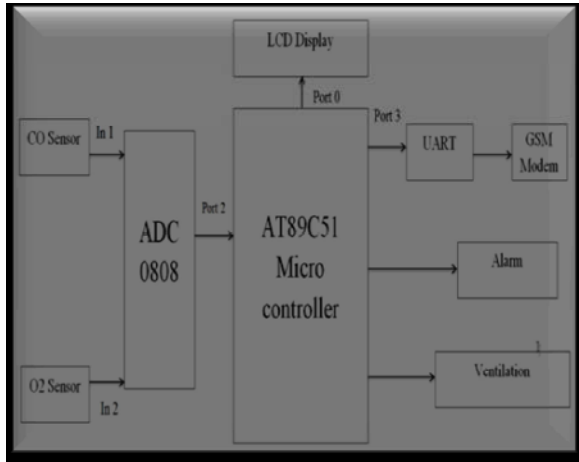 LCD Display
Port 0
Port 3
CO Sensor
In 1
UART
GSM
Modem
ADC
0808
Port 2
AT89C51
Micro
controller
Alarm
Ventilation
O2 Sensor
In 2